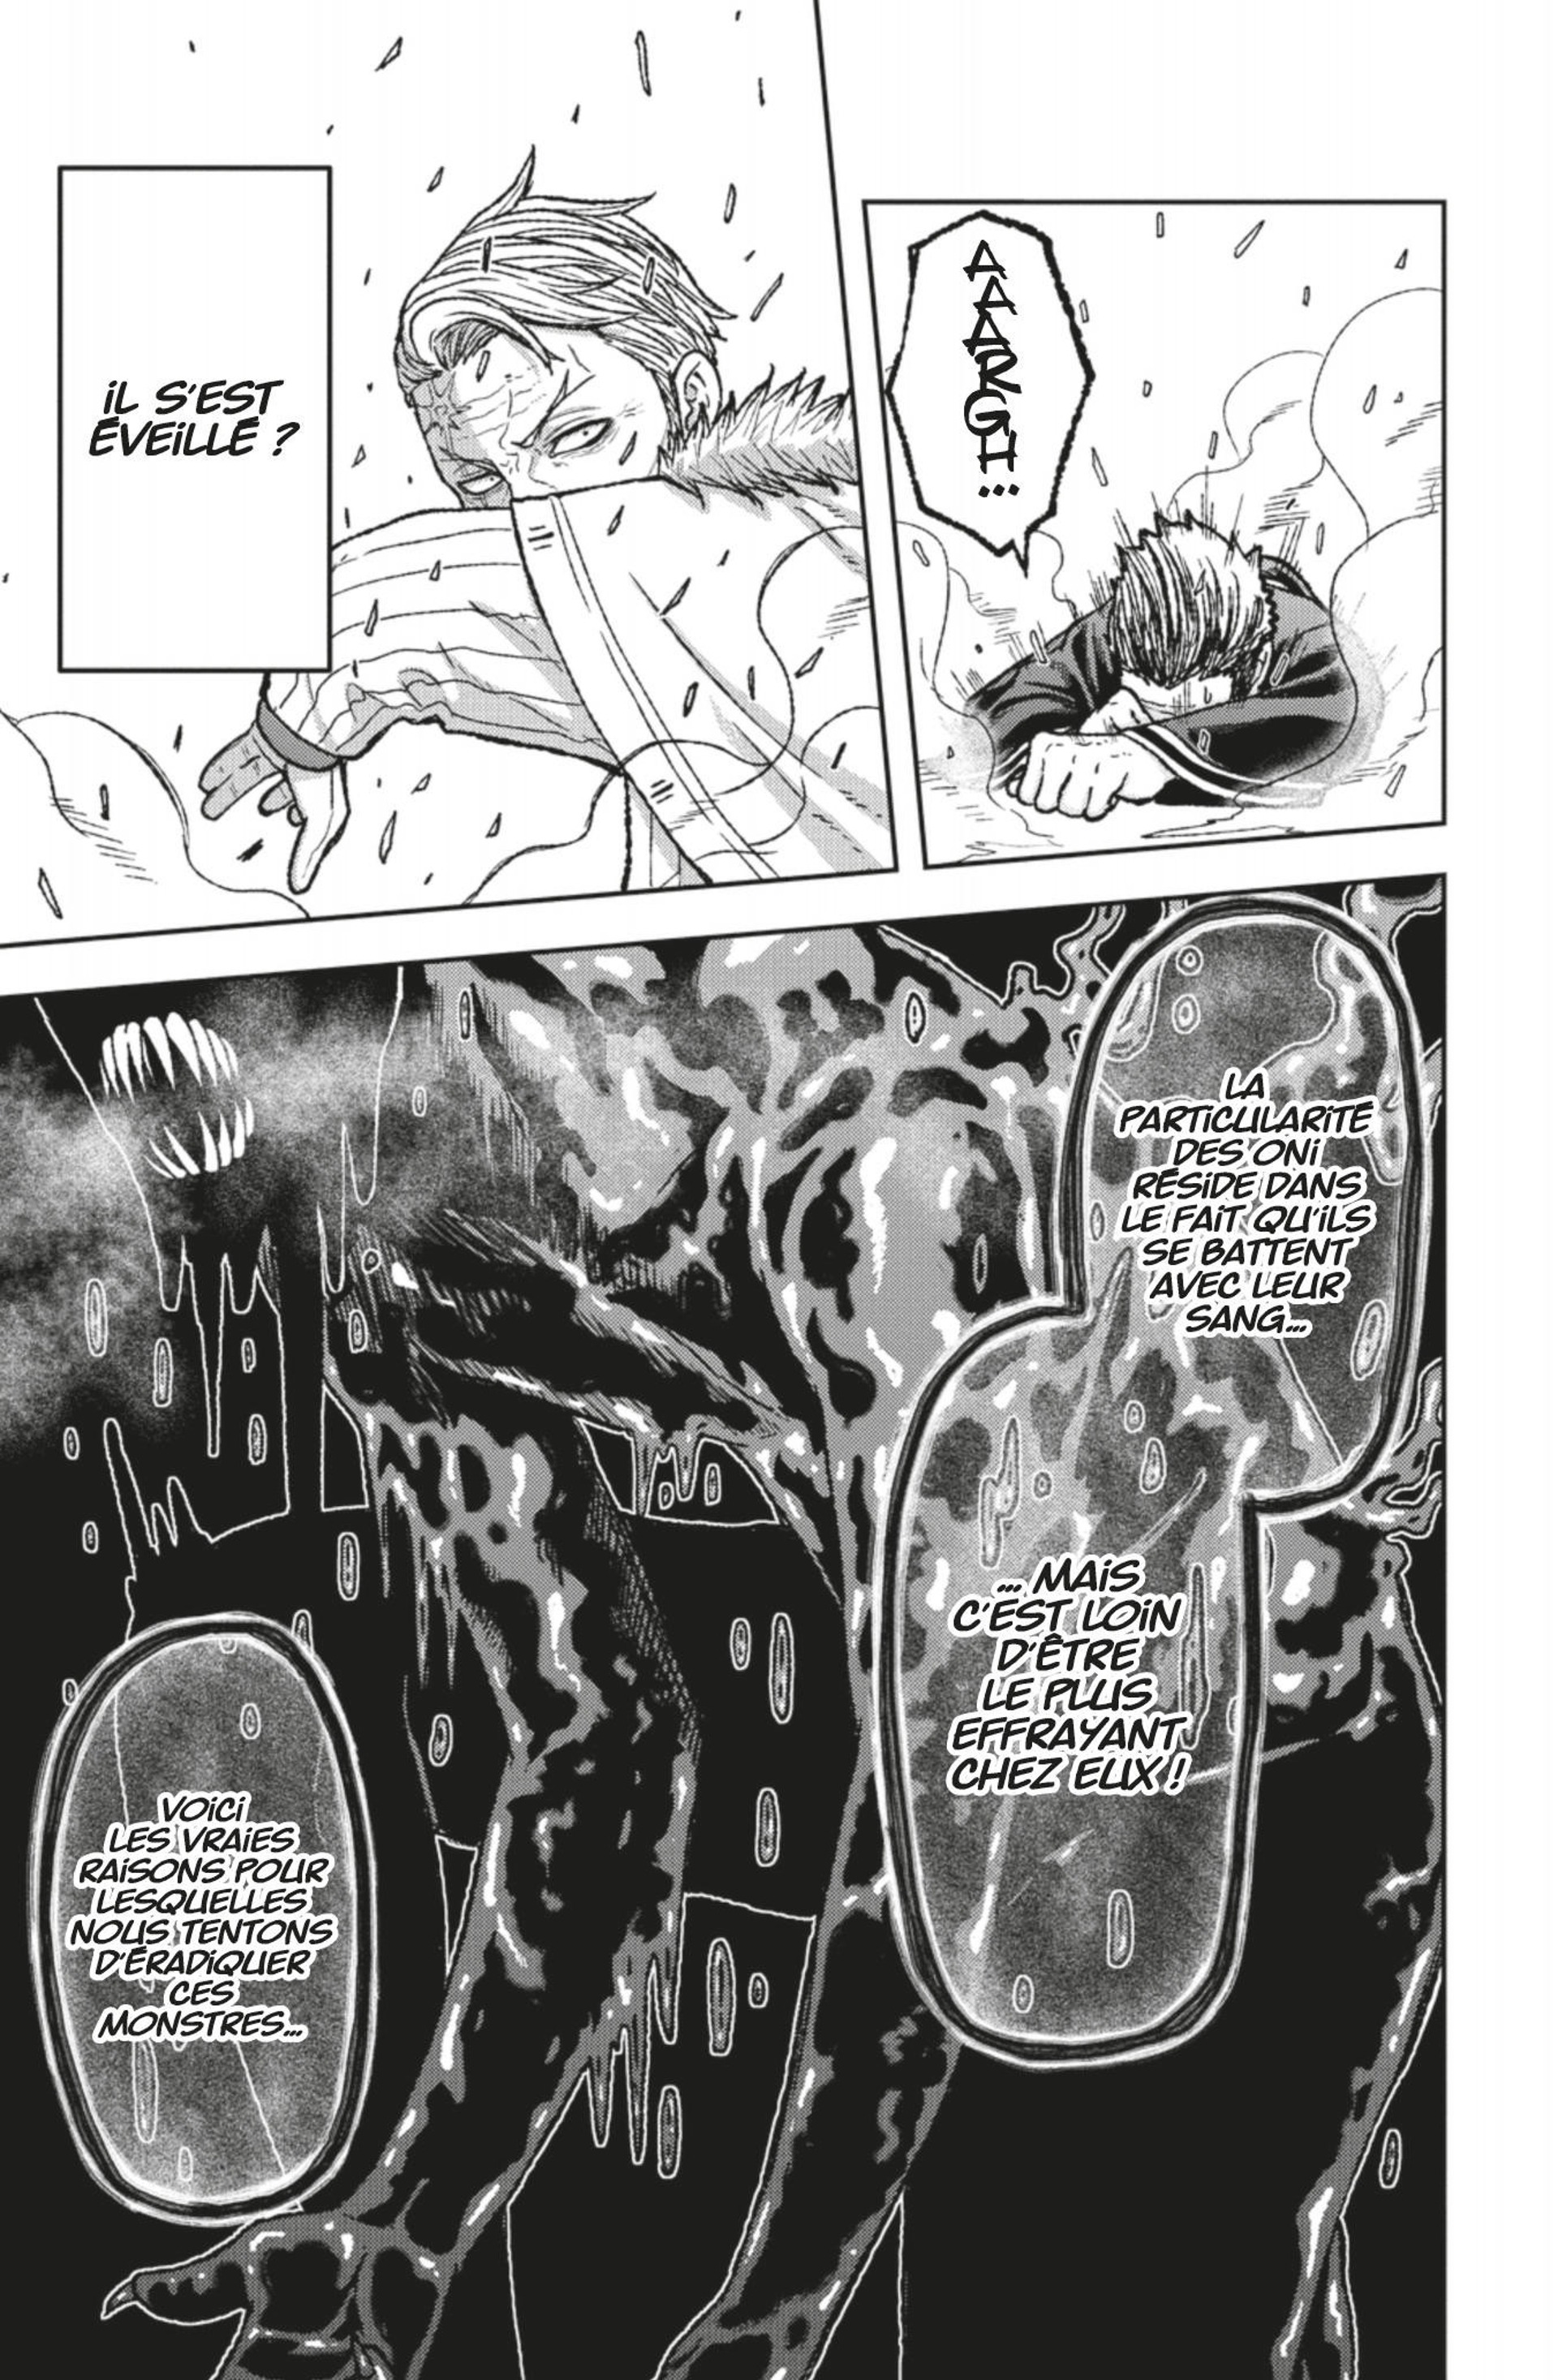 AAARGH...
IL S'EST
ÉVEILLÉ ?
LA
PARTICULARITÉ
DES ONI
RÉSIDE DANS
LE FAIT QU'ILS
SE BATTENT
AVEC LEUR
SANG...
... MAIS
C'EST LOIN
D'ÊTRE
LE PLUS
EFFRAYANT
CHEZ EUX !
VOICI
LES VRAIES
RAISONS POUR
LESQUELLES
NOUS TENTONS
D'ÉRADIQUER
CES
MONSTRES...